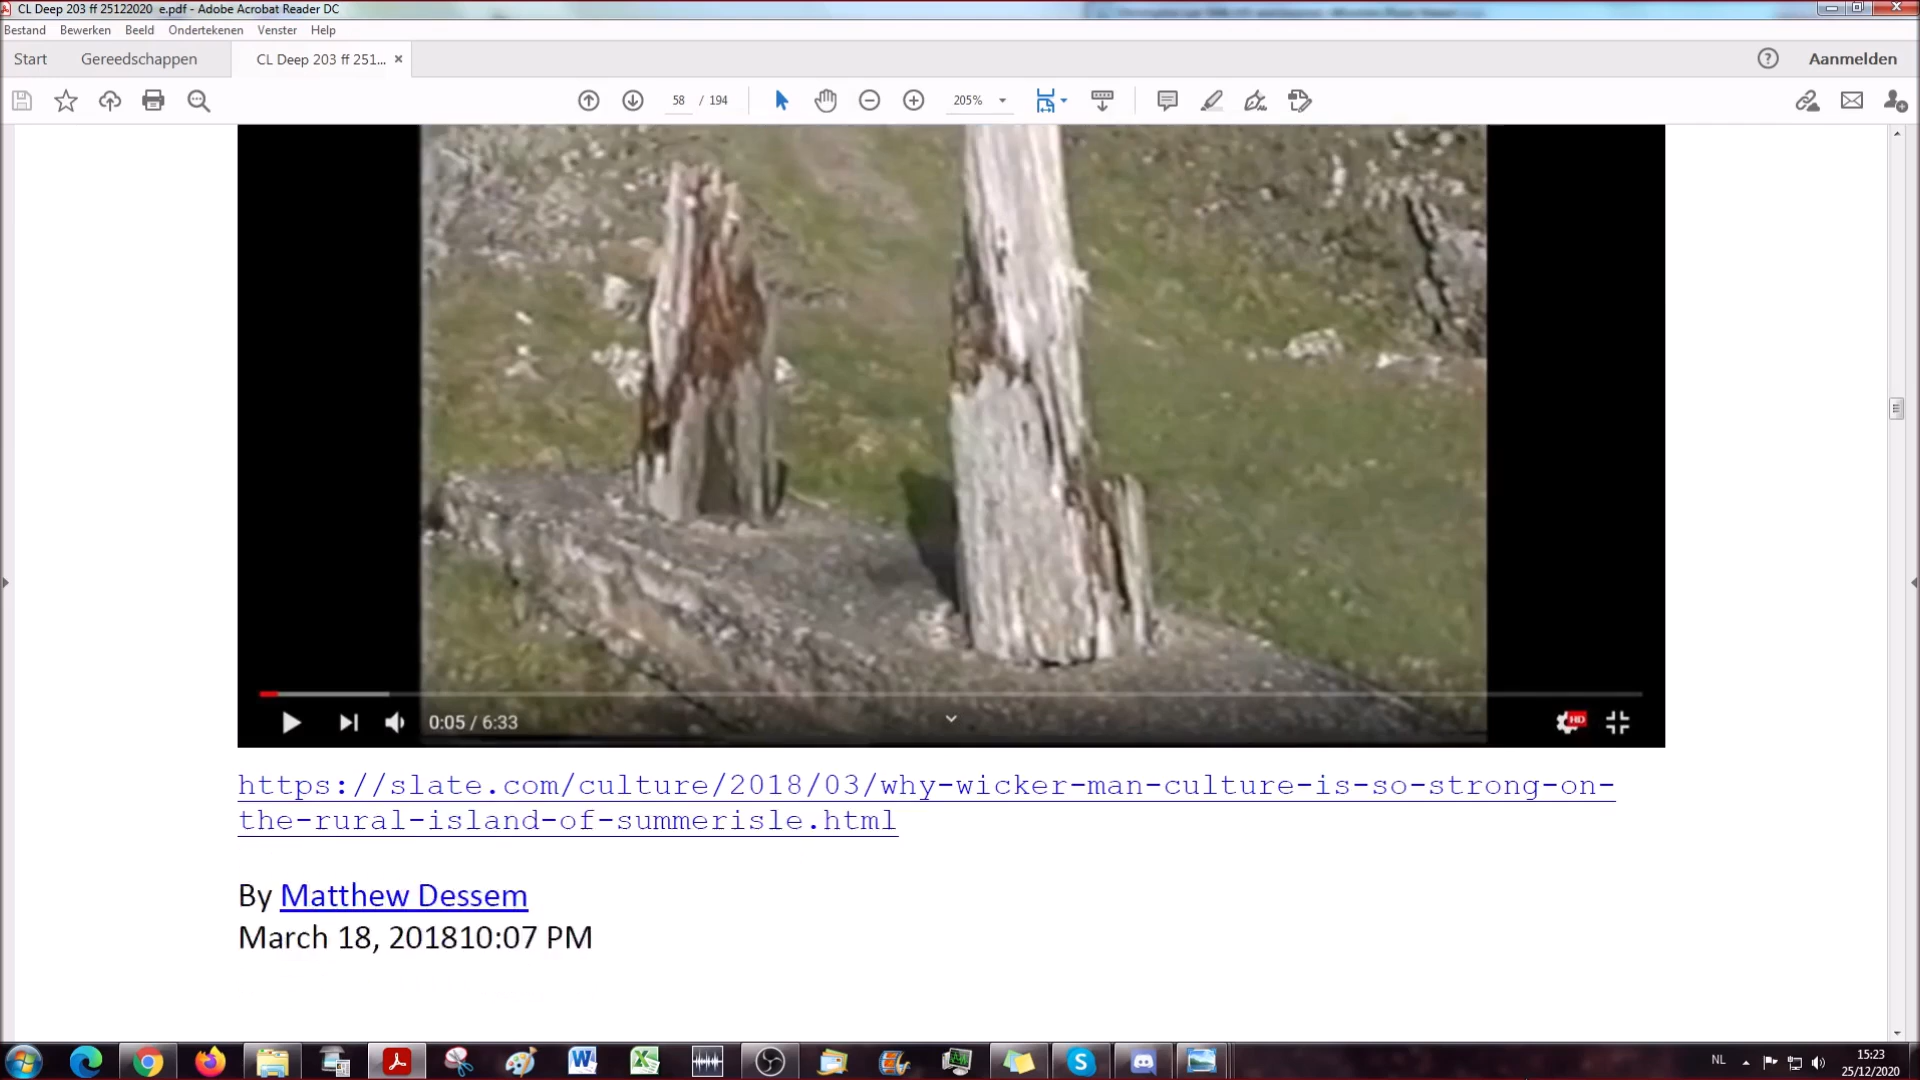 CL Deep 203 ff 25122020  e.pdf - Adobe Acrobat Reader DC
Bestand Bewerken Beeld Ondertekenen Venster Help
Start Gereedschappen CL Deep 203 ff 251... × Aanmelden
58 / 194 205%
0:05 / 6:33 HD
https://slate.com/culture/2018/03/why-wicker-man-culture-is-so-strong-on-
the-rural-island-of-summerisle.html
By Matthew Dessem
March 18, 201810:07 PM
NL 15:23
25/12/2020